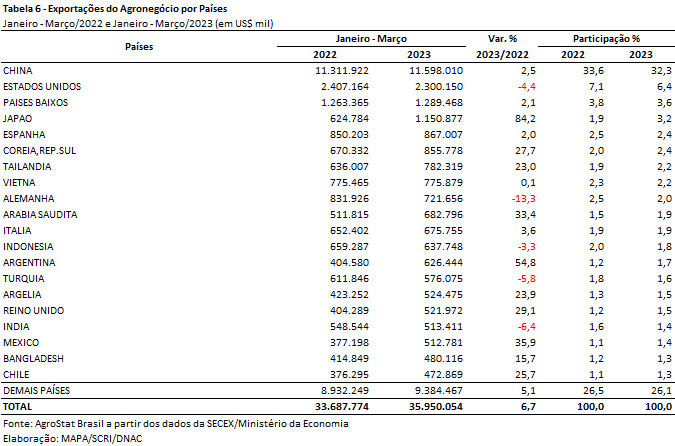 Tabela 6 - Exportações do Agronegócio por Países
Janeiro - Março/2022 e Janeiro - Março/2023 (em US$ mil)
Países Janeiro - Março Var. % Participação %
2022 2023 2023/2022 2022 2023
CHINA 11.311.922 11.598.010 2,5 33,6 32,3
ESTADOS UNIDOS 2.407.164 2.300.150 -4,4 7,1 6,4
PAISES BAIXOS 1.263.365 1.289.468 2,1 3,8 3,6
JAPAO 624.784 1.150.877 84,2 1,9 3,2
ESPANHA 850.203 867.007 2,0 2,5 2,4
COREIA,REP.SUL 670.332 855.778 27,7 2,0 2,4
TAILANDIA 636.007 782.319 23,0 1,9 2,2
VIETNA 775.465 775.879 0,1 2,3 2,2
ALEMANHA 831.926 721.656 -13,3 2,5 2,0
ARABIA SAUDITA 511.815 682.796 33,4 1,5 1,9
ITALIA 652.402 675.755 3,6 1,9 1,9
INDONESIA 659.287 637.748 -3,3 2,0 1,8
ARGENTINA 404.580 626.444 54,8 1,2 1,7
TURQUIA 611.846 576.075 -5,8 1,8 1,6
ARGELIA 423.252 524.475 23,9 1,3 1,5
REINO UNIDO 404.289 521.972 29,1 1,2 1,5
INDIA 548.544 513.411 -6,4 1,6 1,4
MEXICO 377.198 512.781 35,9 1,1 1,4
BANGLADESH 414.849 480.116 15,7 1,2 1,3
CHILE 376.295 472.869 25,7 1,1 1,3
DEMAIS PAÍSES 8.932.249 9.384.467 5,1 26,5 26,1
TOTAL 33.687.774 35.950.054 6,7 100,0 100,0
Fonte: AgroStat Brasil a partir dos dados da SECEX/Ministério da Economia
Elaboração: MAPA/SCRI/DNAC